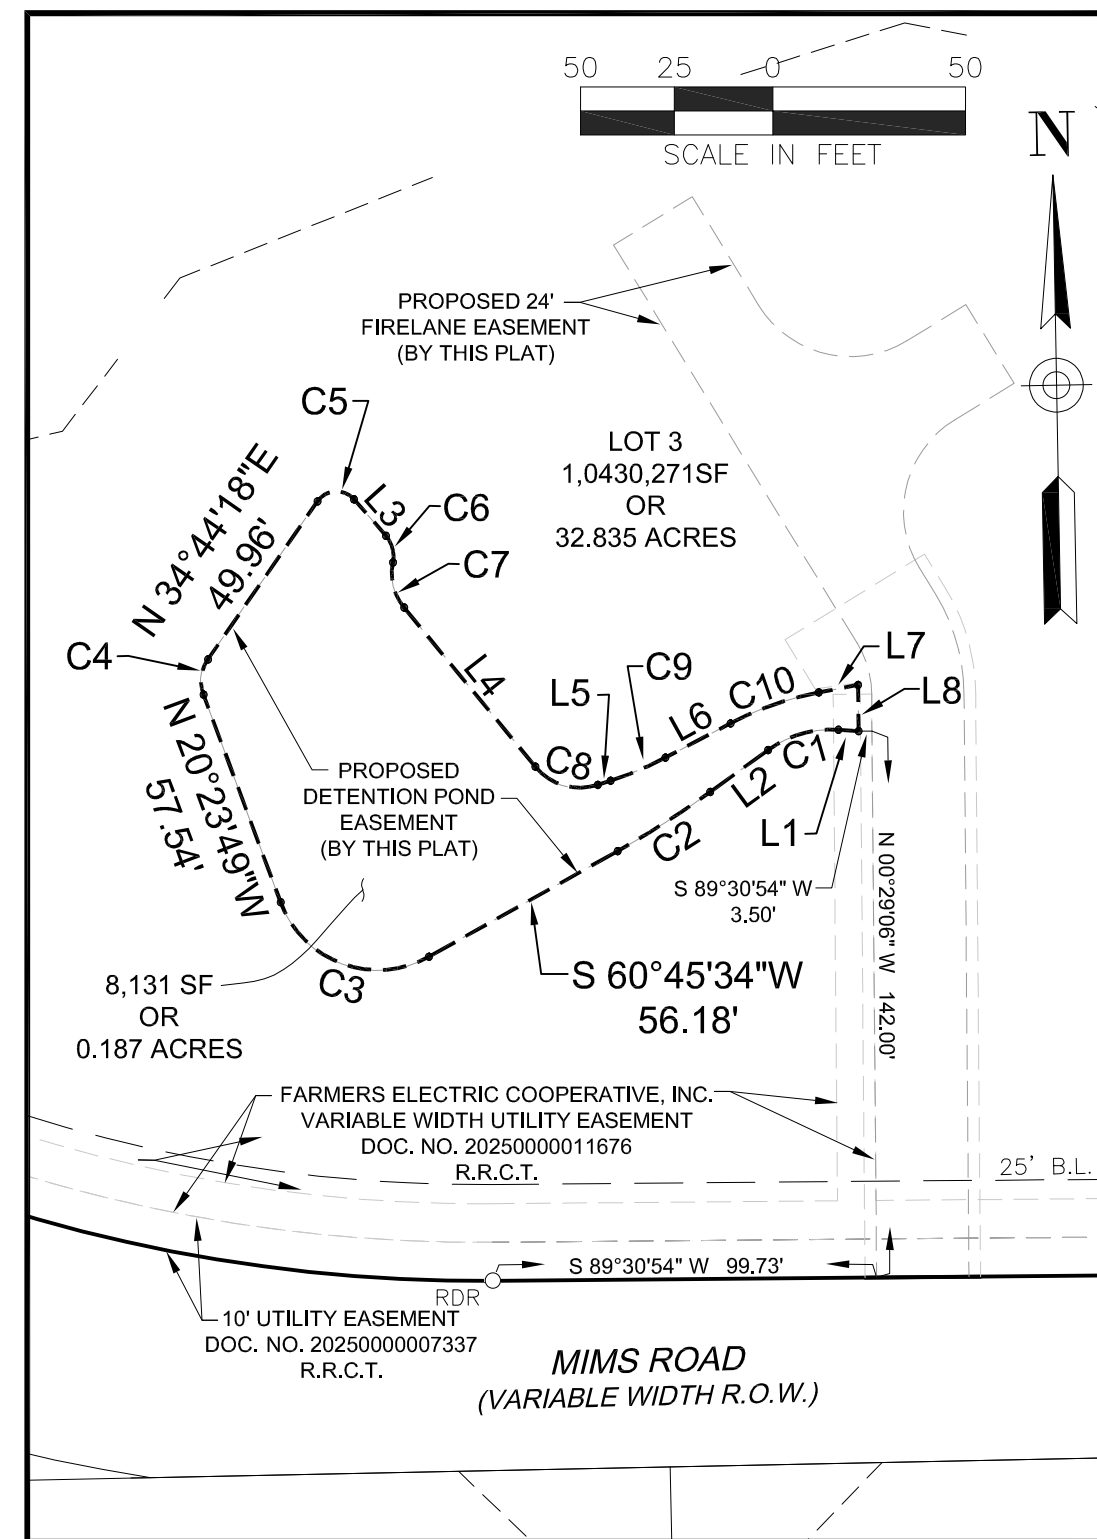 50 25 0 50
SCALE IN FEET
N
PROPOSED 24'
FIRELANE EASEMENT
(BY THIS PLAT)
C5
LOT 3
1,0430,271SF
OR
32.835 ACRES
N 34°44'18"E
49.96'
L3
C6
C7
C4
L4
L5
C9
L6
C10
L7
L8
N 20°23'49"W
57.54'
PROPOSED
DETENTION POND
EASEMENT
(BY THIS PLAT)
C8
C2
L2
C1
L1
S 89°30'54" W
3.50'
N 00°29'06" W 142.00'
C3
S 60°45'34"W
56.18'
8,131 SF
OR
0.187 ACRES
FARMERS ELECTRIC COOPERATIVE, INC.
VARIABLE WIDTH UTILITY EASEMENT
DOC. NO. 20250000011676
R.R.C.T.
25' B.L.
S 89°30'54" W 99.73'
RDR
10' UTILITY EASEMENT
DOC. NO. 20250000007337
R.R.C.T.
MIMS ROAD
(VARIABLE WIDTH R.O.W.)